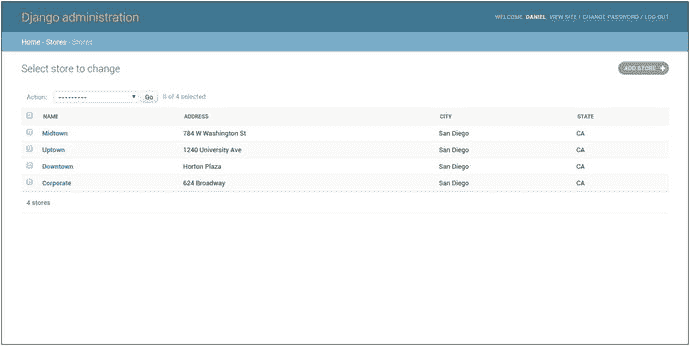 Django administration
WELCOME, DANIEL. VIEW SITE / CHANGE PASSWORD / LOG OUT
Home › Stores › Stores
Select store to change
ADD STORE +
Action: --------- Go 0 of 4 selected
NAME ADDRESS CITY STATE
Midtown 784 W Washington St San Diego CA
Uptown 1240 University Ave San Diego CA
Downtown Horton Plaza San Diego CA
Corporate 624 Broadway San Diego CA
4 stores